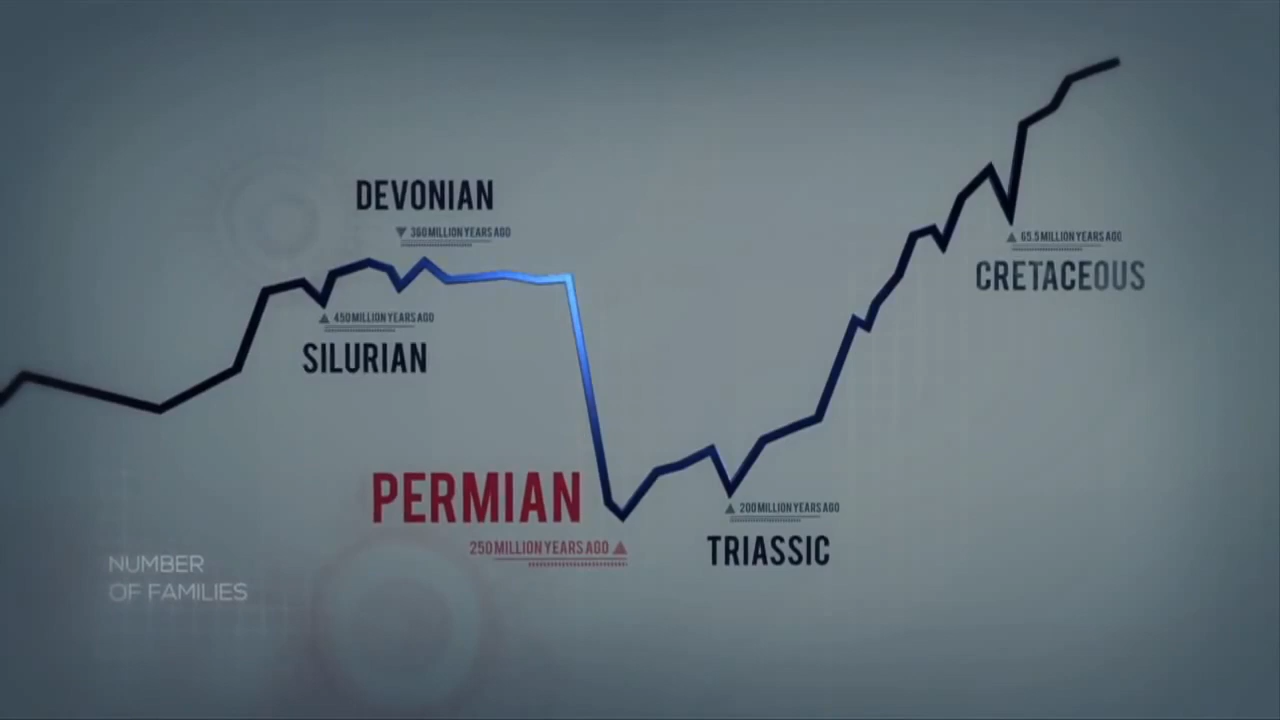 DEVONIAN
360 MILLION YEARS AGO
450 MILLION YEARS AGO
SILURIAN
65.5 MILLION YEARS AGO
CRETACEOUS
PERMIAN
250 MILLION YEARS AGO
200 MILLION YEARS AGO
TRIASSIC
NUMBER
OF FAMILIES